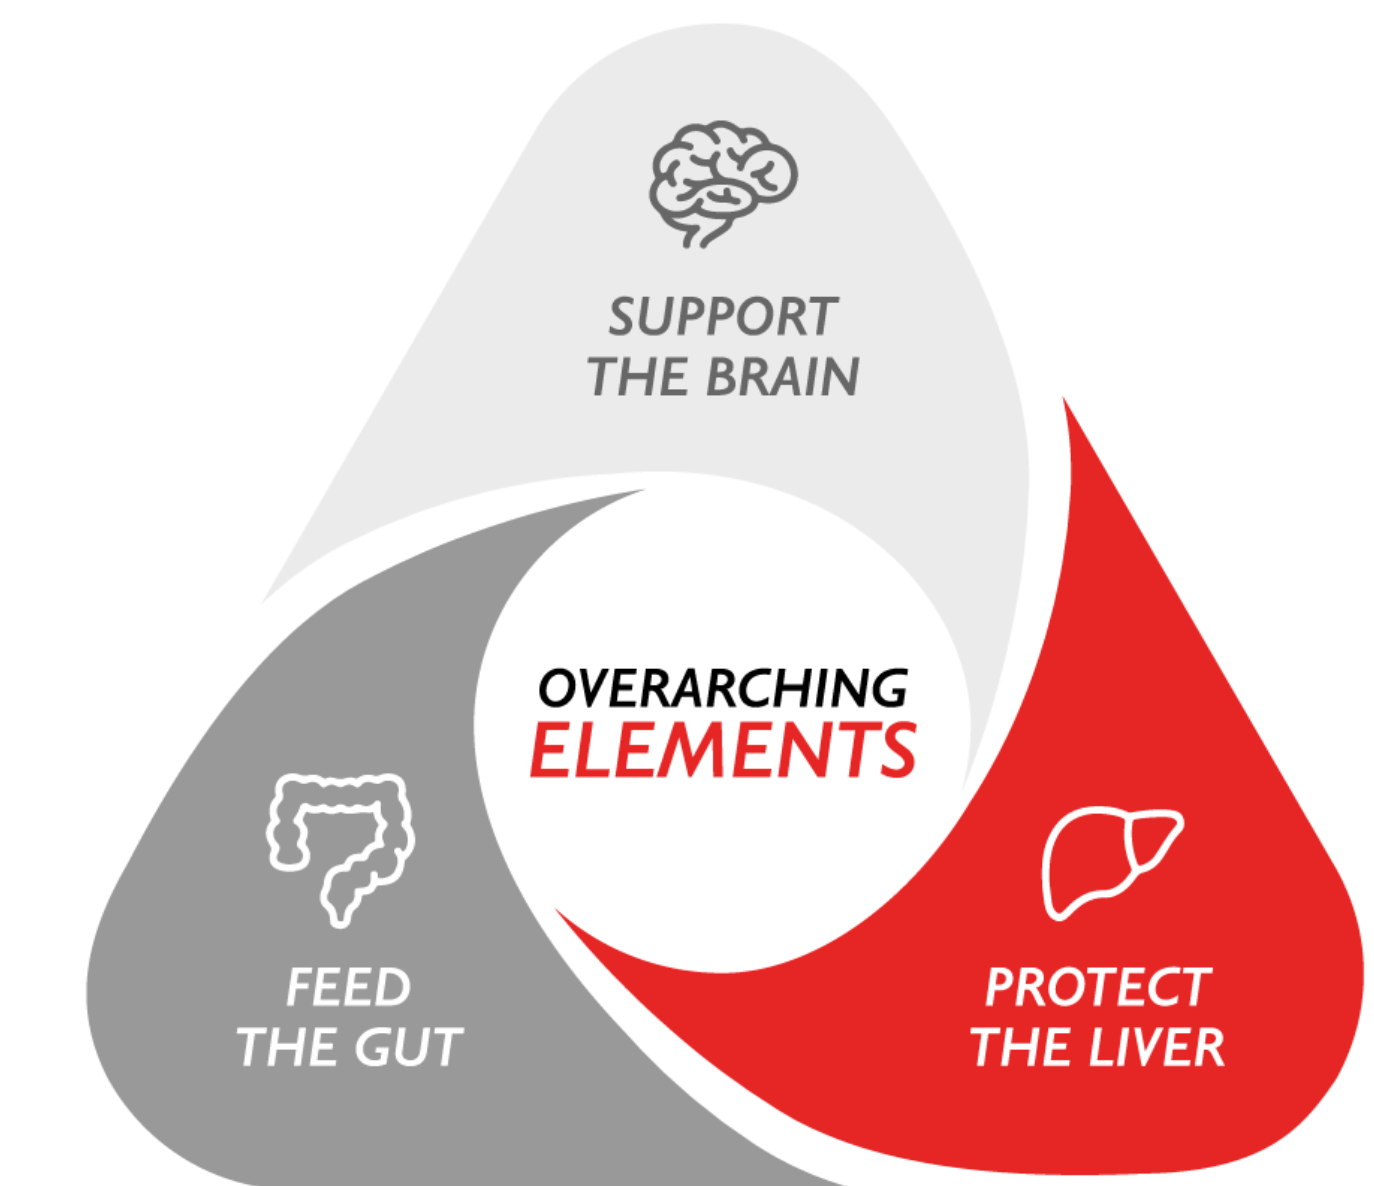 SUPPORT
THE BRAIN
OVERARCHING
ELEMENTS
FEED
THE GUT
PROTECT
THE LIVER